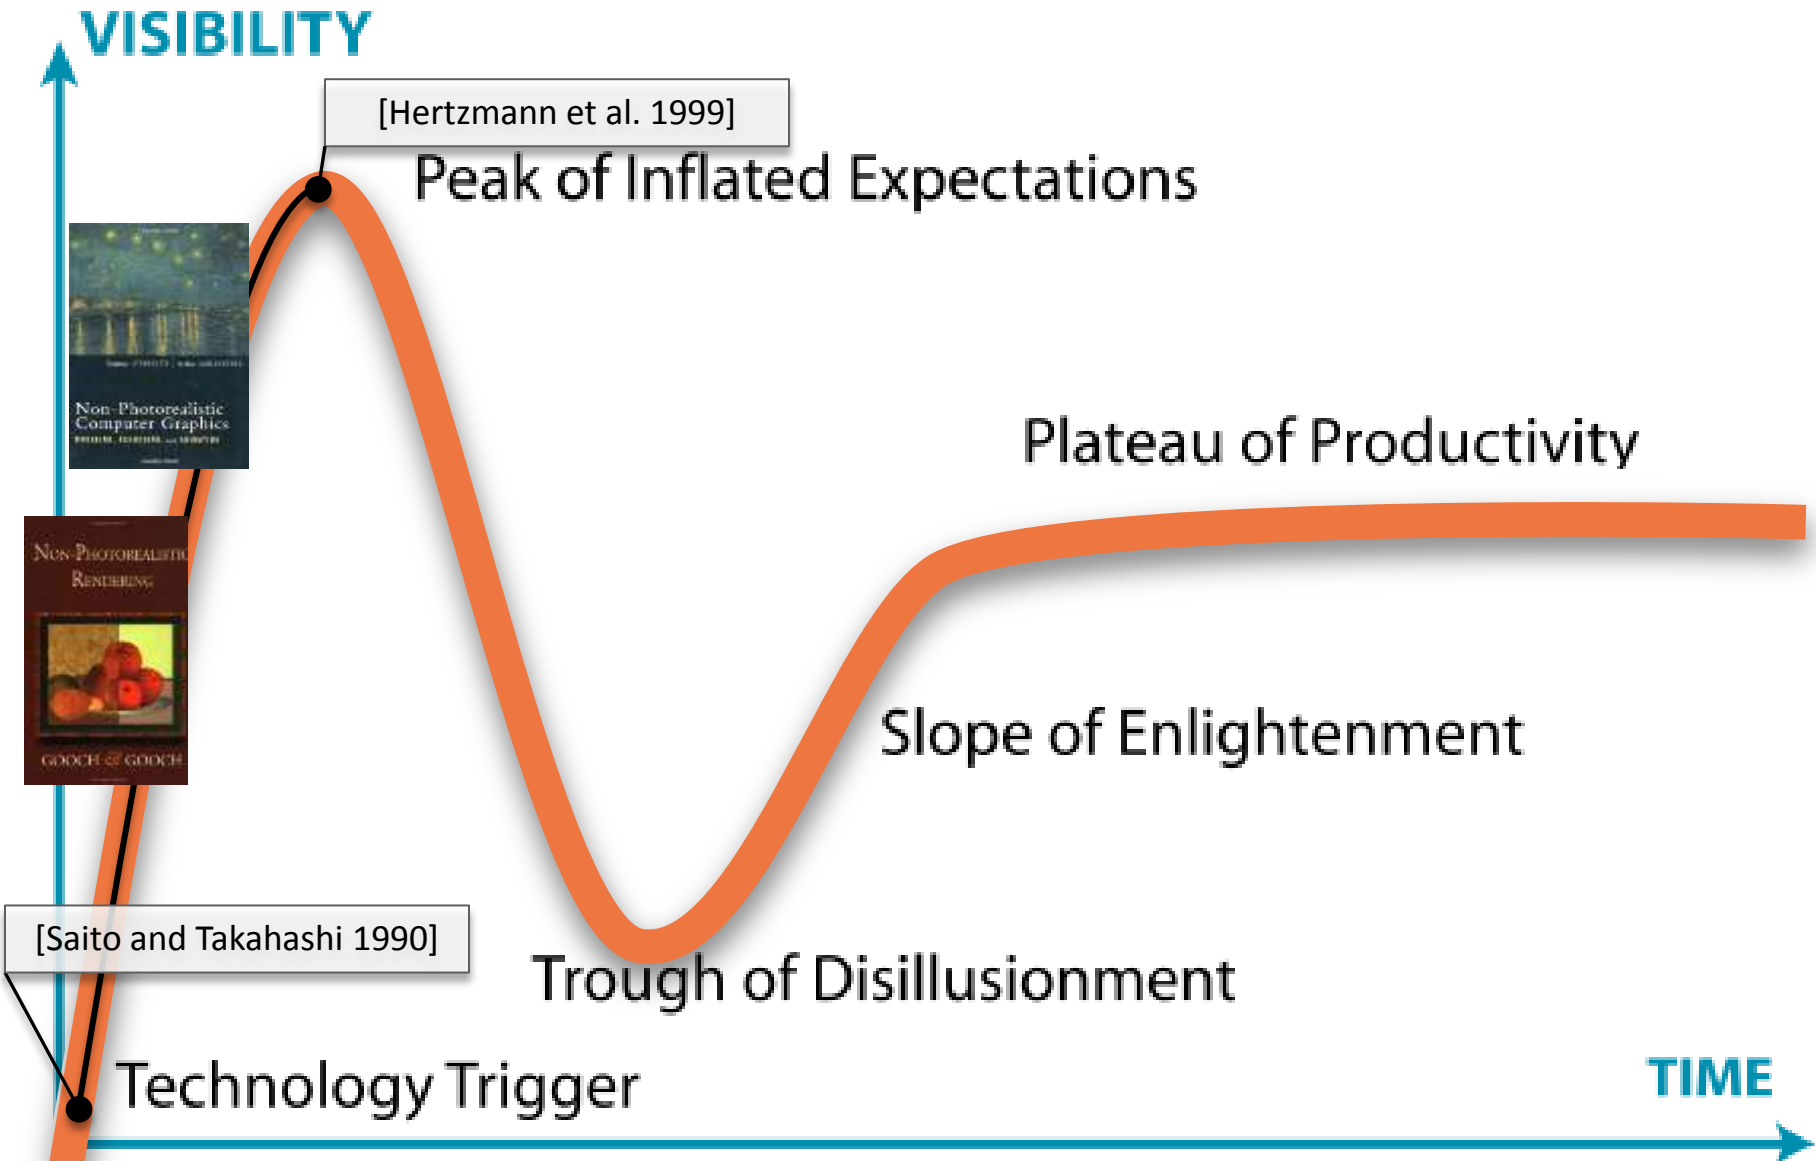 VISIBILITY
[Hertzmann et al. 1999]
Peak of Inflated Expectations
Non-Photorealistic
Computer Graphics
Plateau of Productivity
NON-PHOTOREALISTIC
RENDERING
GOOCH & GOOCH
Slope of Enlightenment
[Saito and Takahashi 1990]
Trough of Disillusionment
Technology Trigger
TIME